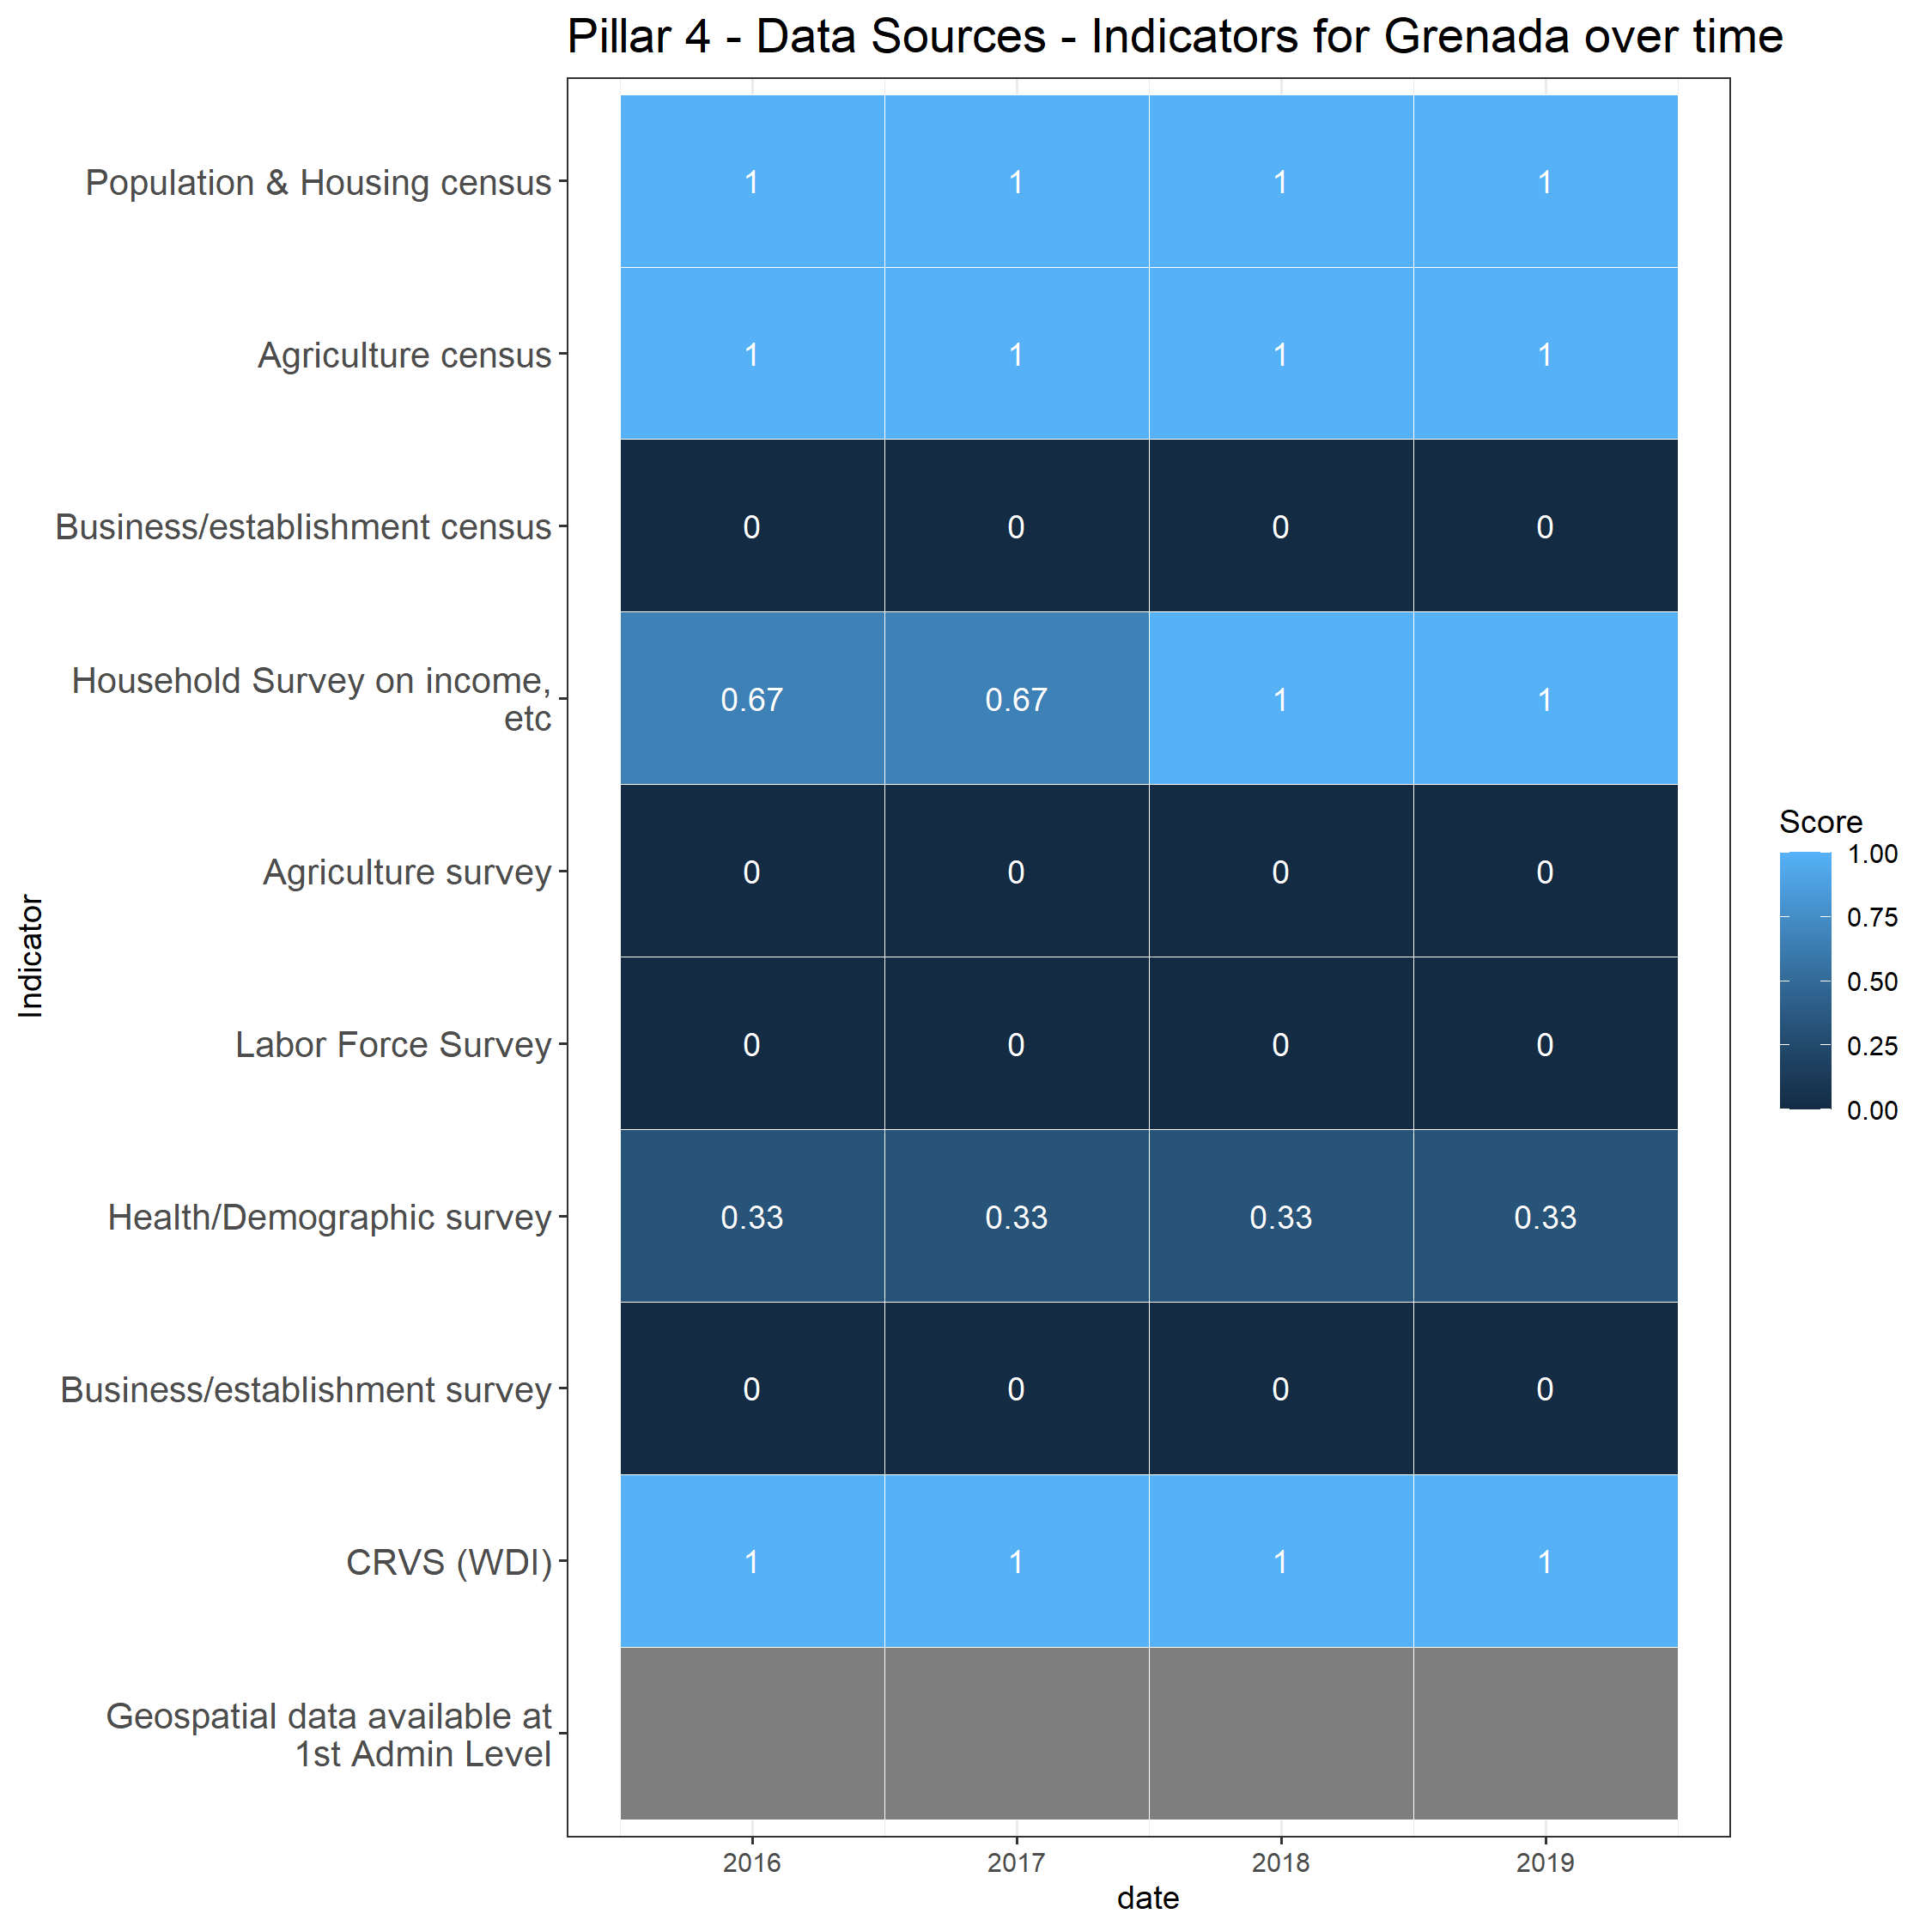 Pillar 4 - Data Sources - Indicators for Grenada over time
Population & Housing census
1 1 1 1
Agriculture census
1 1 1 1
Business/establishment census
0 0 0 0
Household Survey on income,
etc
0.67 0.67 1 1
Agriculture survey
0 0 0 0
Labor Force Survey
0 0 0 0
Health/Demographic survey
0.33 0.33 0.33 0.33
Business/establishment survey
0 0 0 0
CRVS (WDI)
1 1 1 1
Geospatial data available at
1st Admin Level
2016 2017 2018 2019
date
Indicator
Score
1.00
0.75
0.50
0.25
0.00